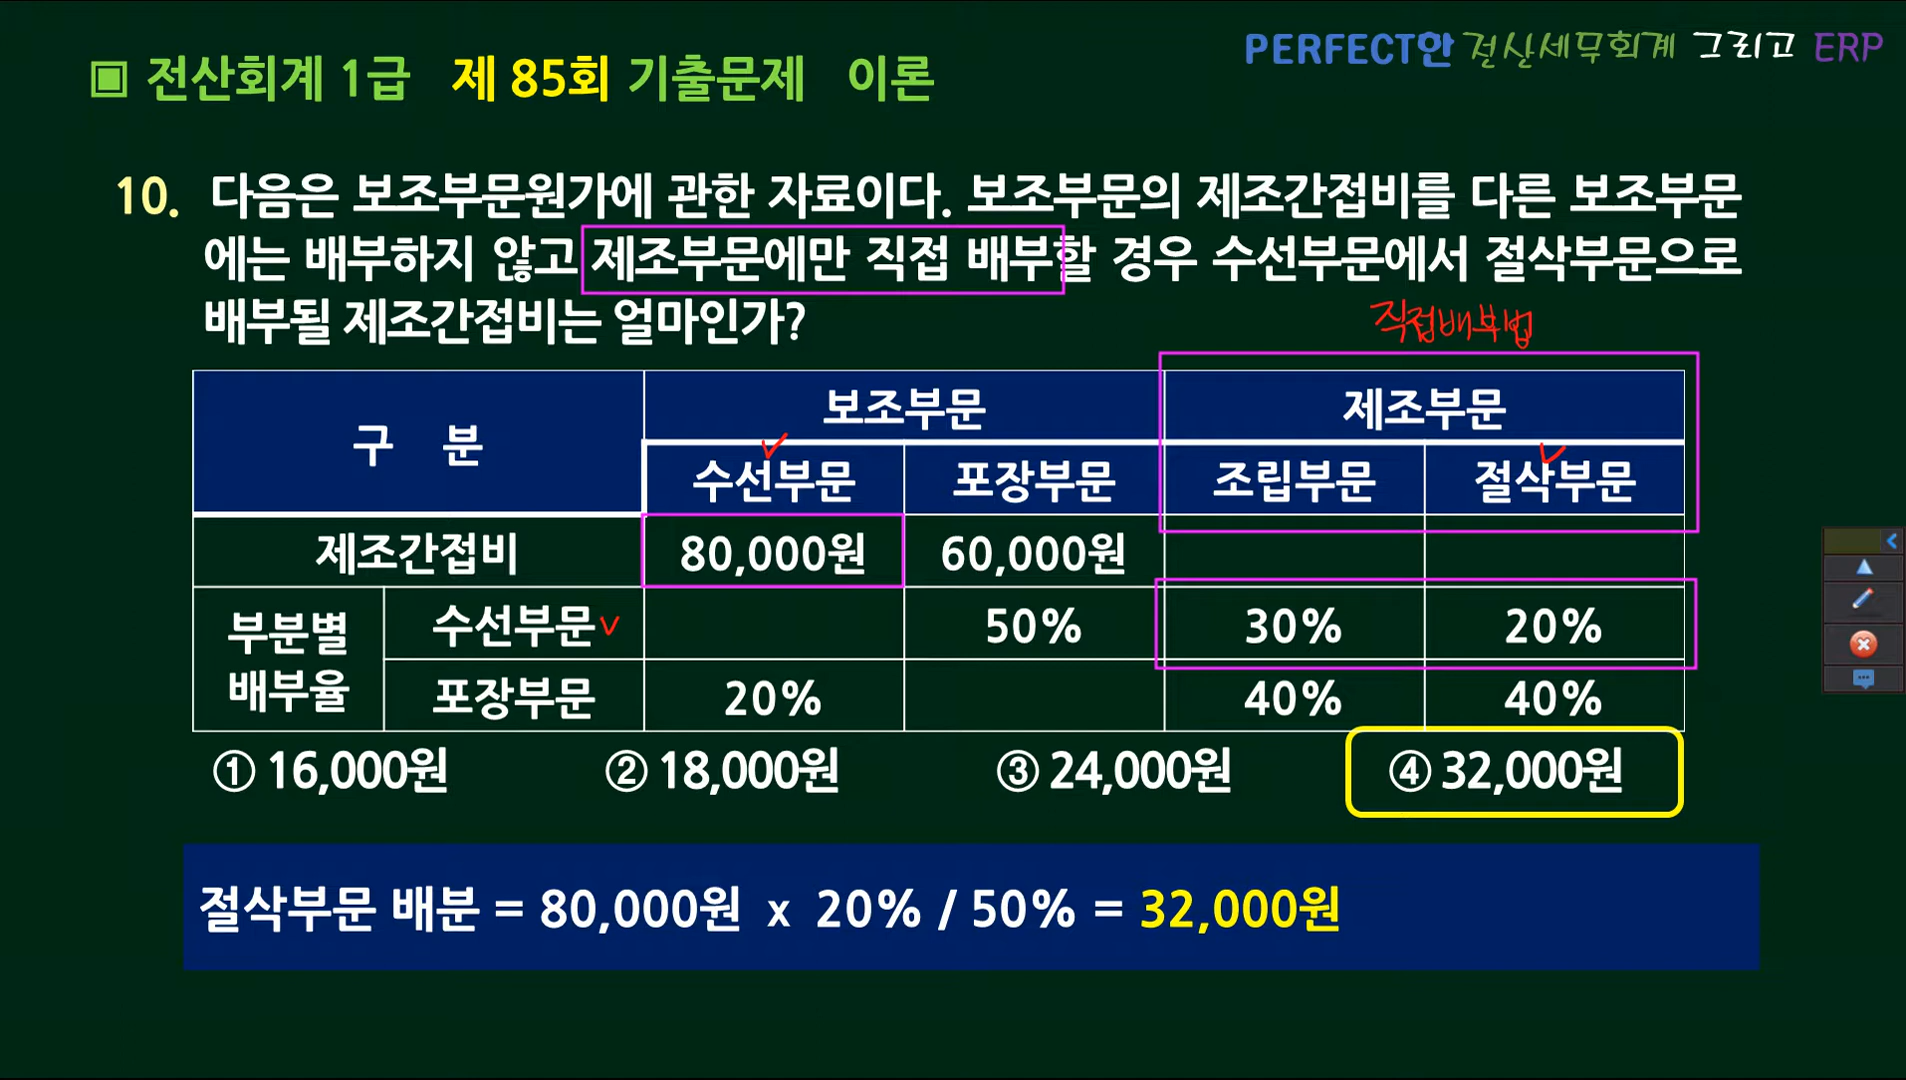 PERFECT한 전산세무회계 그리고 ERP
▣ 전산회계 1급 제 85회 기출문제 이론
10. 다음은 보조부문원가에 관한 자료이다. 보조부문의 제조간접비를 다른 보조부문
에는 배부하지 않고 제조부문에만 직접 배부할 경우 수선부문에서 절삭부문으로
배부될 제조간접비는 얼마인가?
직접배부법
구 분 보조부문 제조부문
수선부문 포장부문 조립부문 절삭부문
제조간접비 80,000원 60,000원
부분별 배부율 수선부문 50% 30% 20%
포장부문 20% 40% 40%
① 16,000원 ② 18,000원 ③ 24,000원 ④ 32,000원
절삭부문 배분 = 80,000원 x 20% / 50% = 32,000원